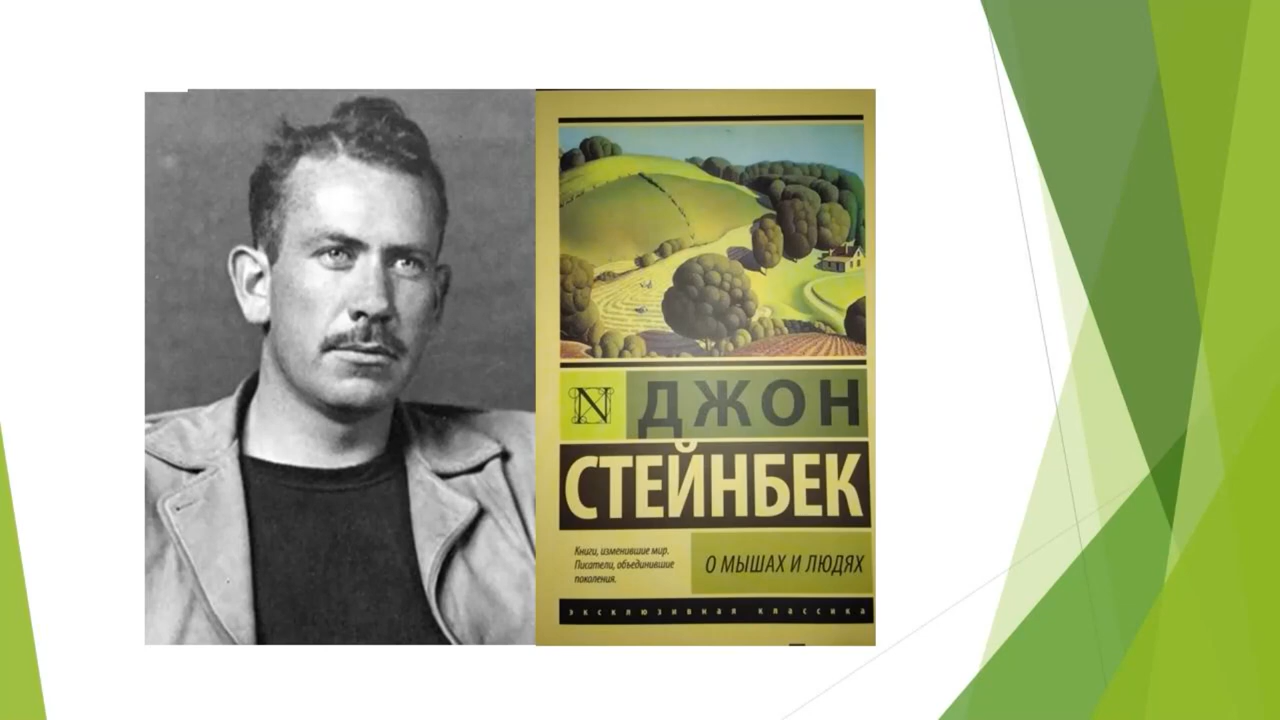 N ДЖОН
СТЕЙНБЕК
Книги, изменившие мир.
Писатели, объединившие
поколения.
О МЫШАХ И ЛЮДЯХ
эксклюзивная классика